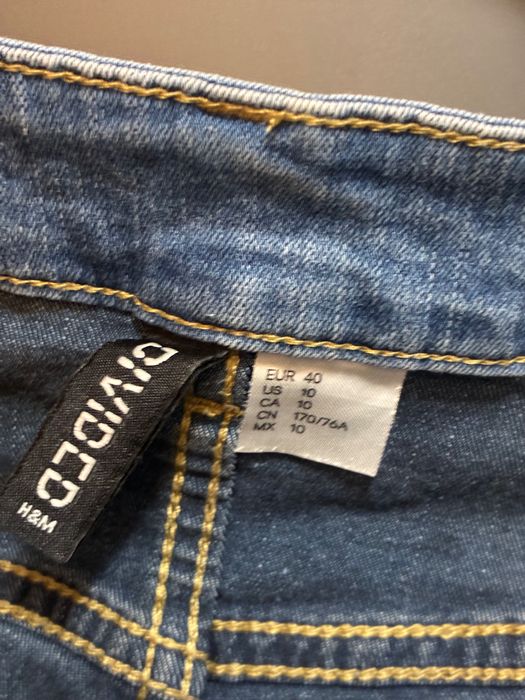 DIVIDED
H&M
EUR 40
US 10
CA 10
CN 170/76A
MX 10